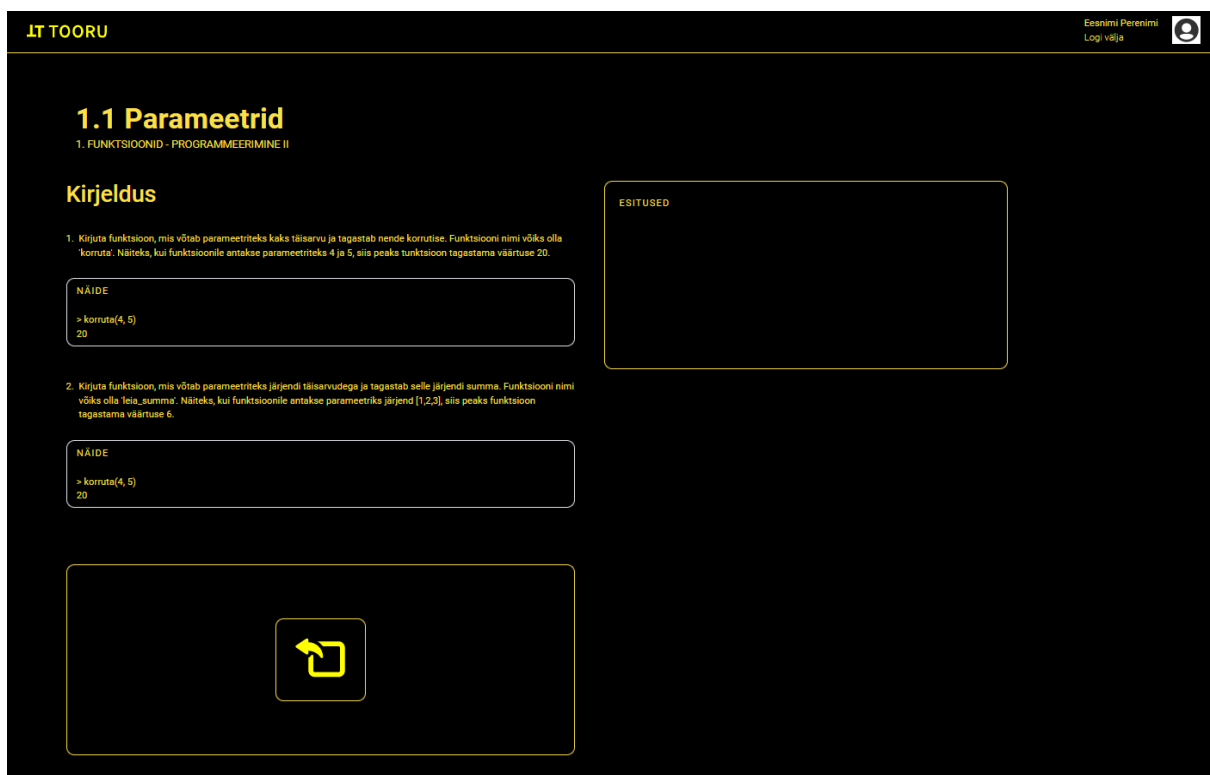 TOORU
Eesnimi Perenimi
Logi välja
1.1 Parameetrid
1. FUNKTSIOONID - PROGRAMMEERIMINE II
Kirjeldus
1. Kirjuta funktsioon, mis võtab parameetriteks kaks täisarvu ja tagastab nende korrutise. Funktsiooni nimi võiks olla
'korruta'. Näiteks, kui funktsioonile antakse parameetriteks 4 ja 5, siis peaks tunktsioon tagastama väärtuse 20.
NÄIDE
> korruta(4, 5)
20
2. Kirjuta funktsioon, mis võtab parameetriteks järjendi täisarvudega ja tagastab selle järjendi summa. Funktsiooni nimi
võiks olla 'leia_summa'. Näiteks, kui funktsioonile antakse parameetriks järjend [1,2,3], siis peaks funktsioon
tagastama väärtuse 6.
NÄIDE
> korruta(4, 5)
20
ESITUSED